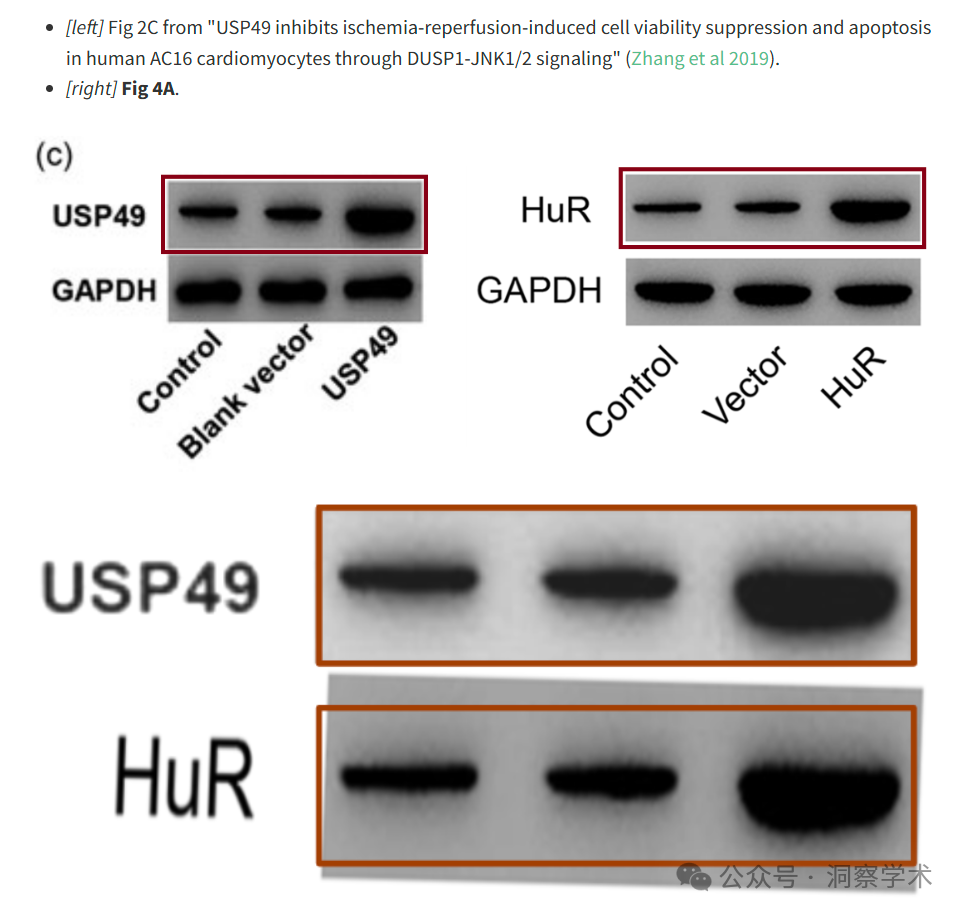 [left] Fig 2C from "USP49 inhibits ischemia-reperfusion-induced cell viability suppression and apoptosis
in human AC16 cardiomyocytes through DUSP1-JNK1/2 signaling" (Zhang et al 2019).
[right] Fig 4A.
(c)
USP49
GAPDH
Control
Blank vector
USP49
HuR
GAPDH
Control
Vector
HuR
USP49
HuR
公众号 · 洞察学术